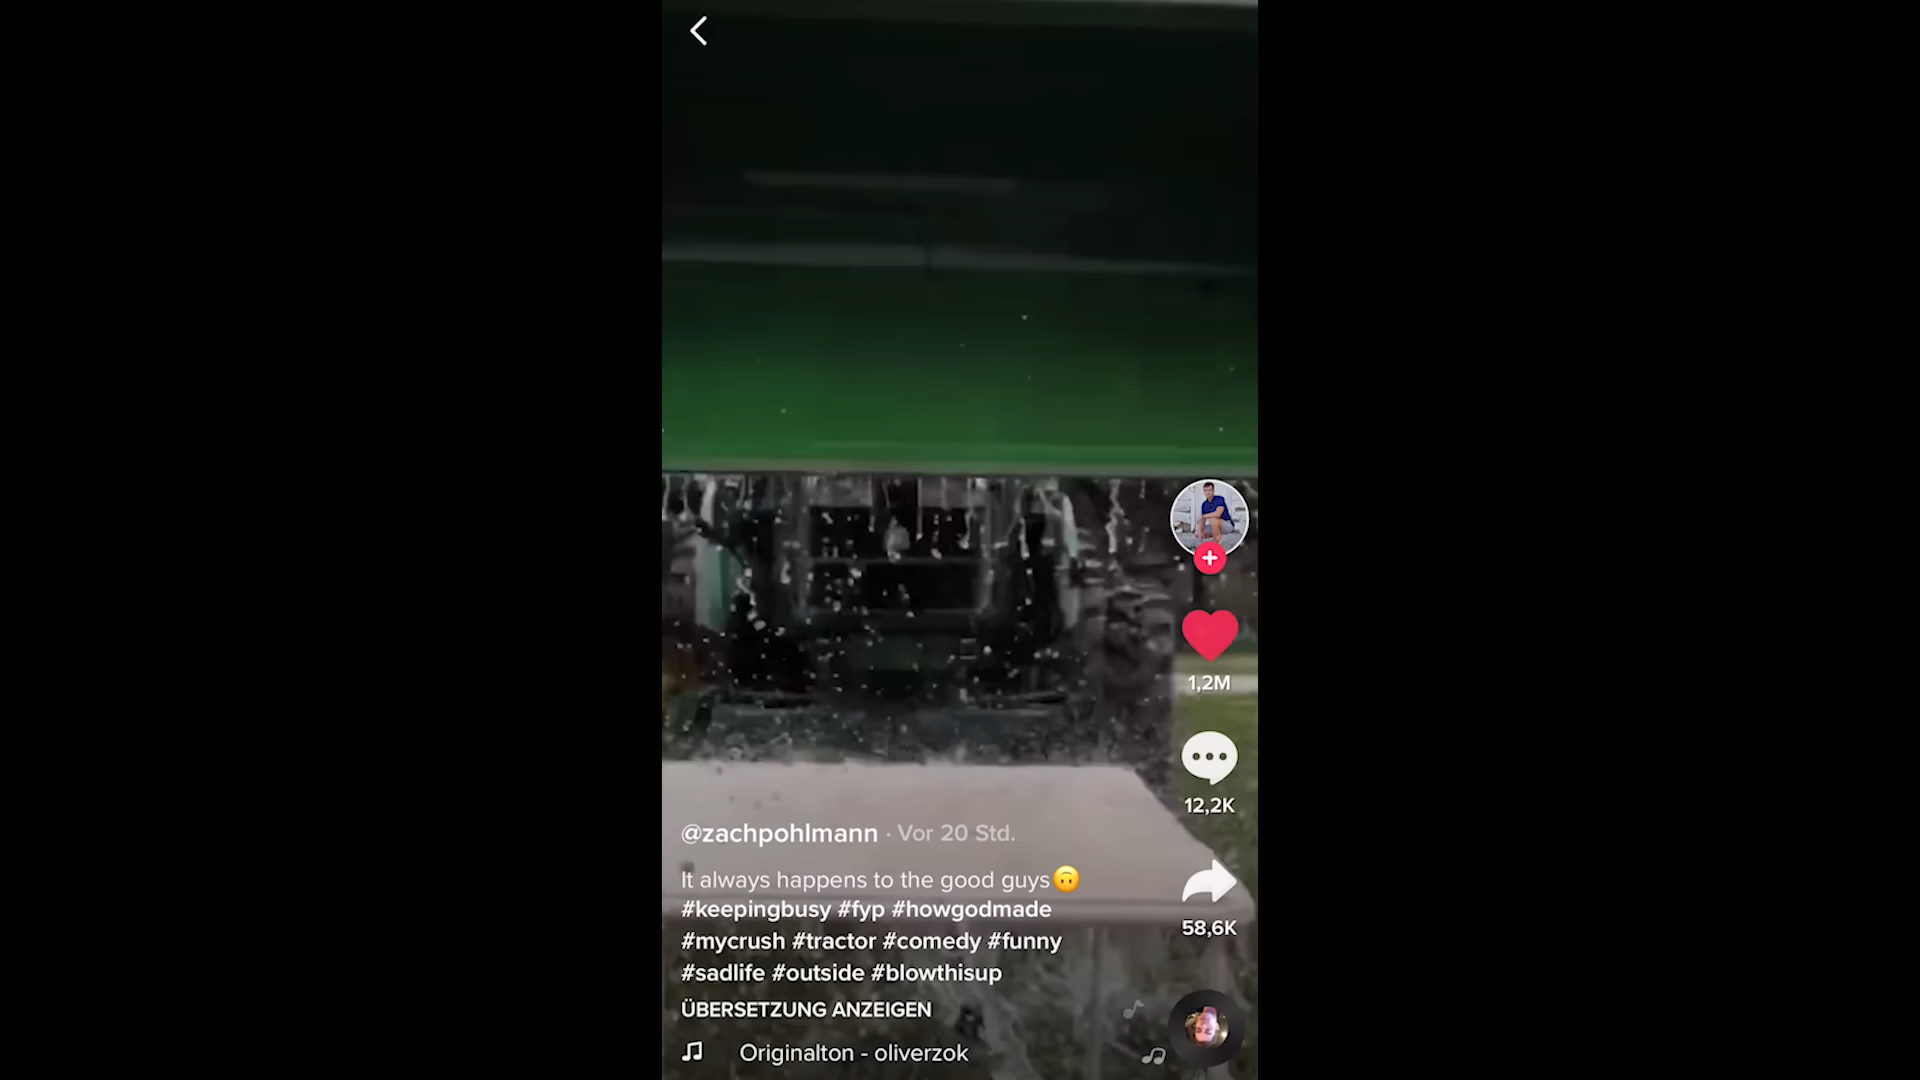 1,2M
12,2K
@zachpohlmann · Vor 20 Std.
It always happens to the good guys🙃
#keepingbusy #fyp #howgodmade
#mycrush #tractor #comedy #funny
#sadlife #outside #blowthisup
58,6K
ÜBERSETZUNG ANZEIGEN
Originalton - oliverzok